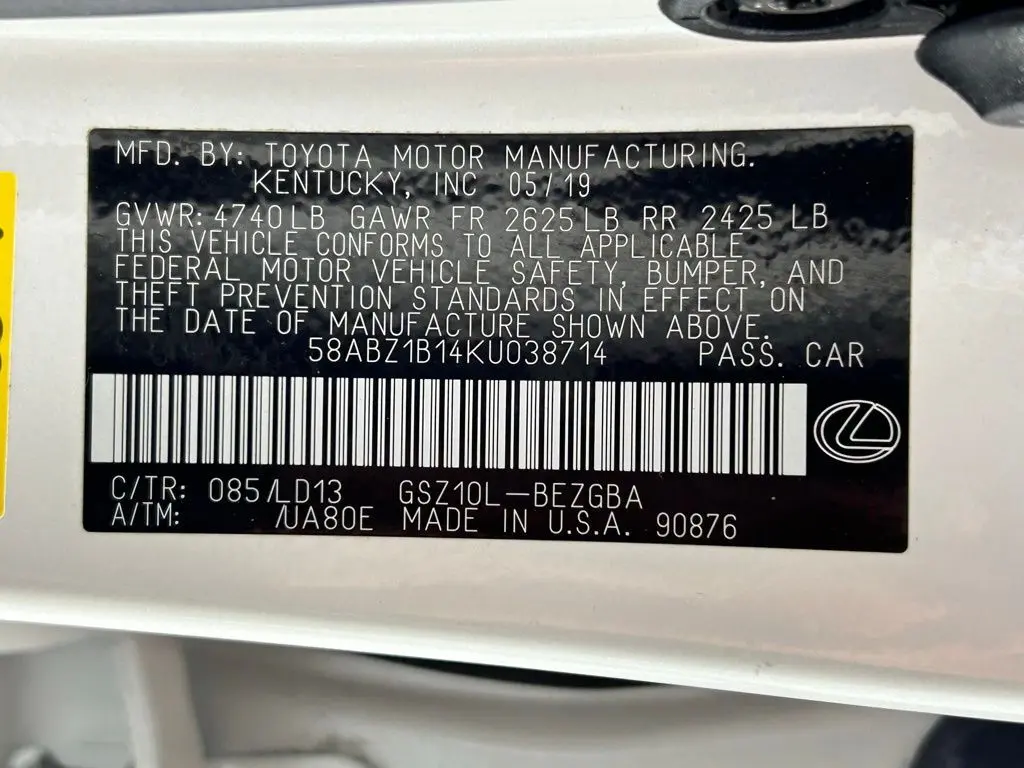 MFD. BY: TOYOTA MOTOR MANUFACTURING.
KENTUCKY, INC 05/19
GVWR: 4740LB GAWR FR 2625LB RR 2425 LB
THIS VEHICLE CONFORMS TO ALL APPLICABLE
FEDERAL MOTOR VEHICLE SAFETY, BUMPER, AND
THEFT PREVENTION STANDARDS IN EFFECT ON
THE DATE OF MANUFACTURE SHOWN ABOVE.
58ABZ1B14KU038714 PASS. CAR
C/TR: 085/LD13 GSZ10L-BEZGBA
A/TM: /UA80E MADE IN U.S.A. 90876